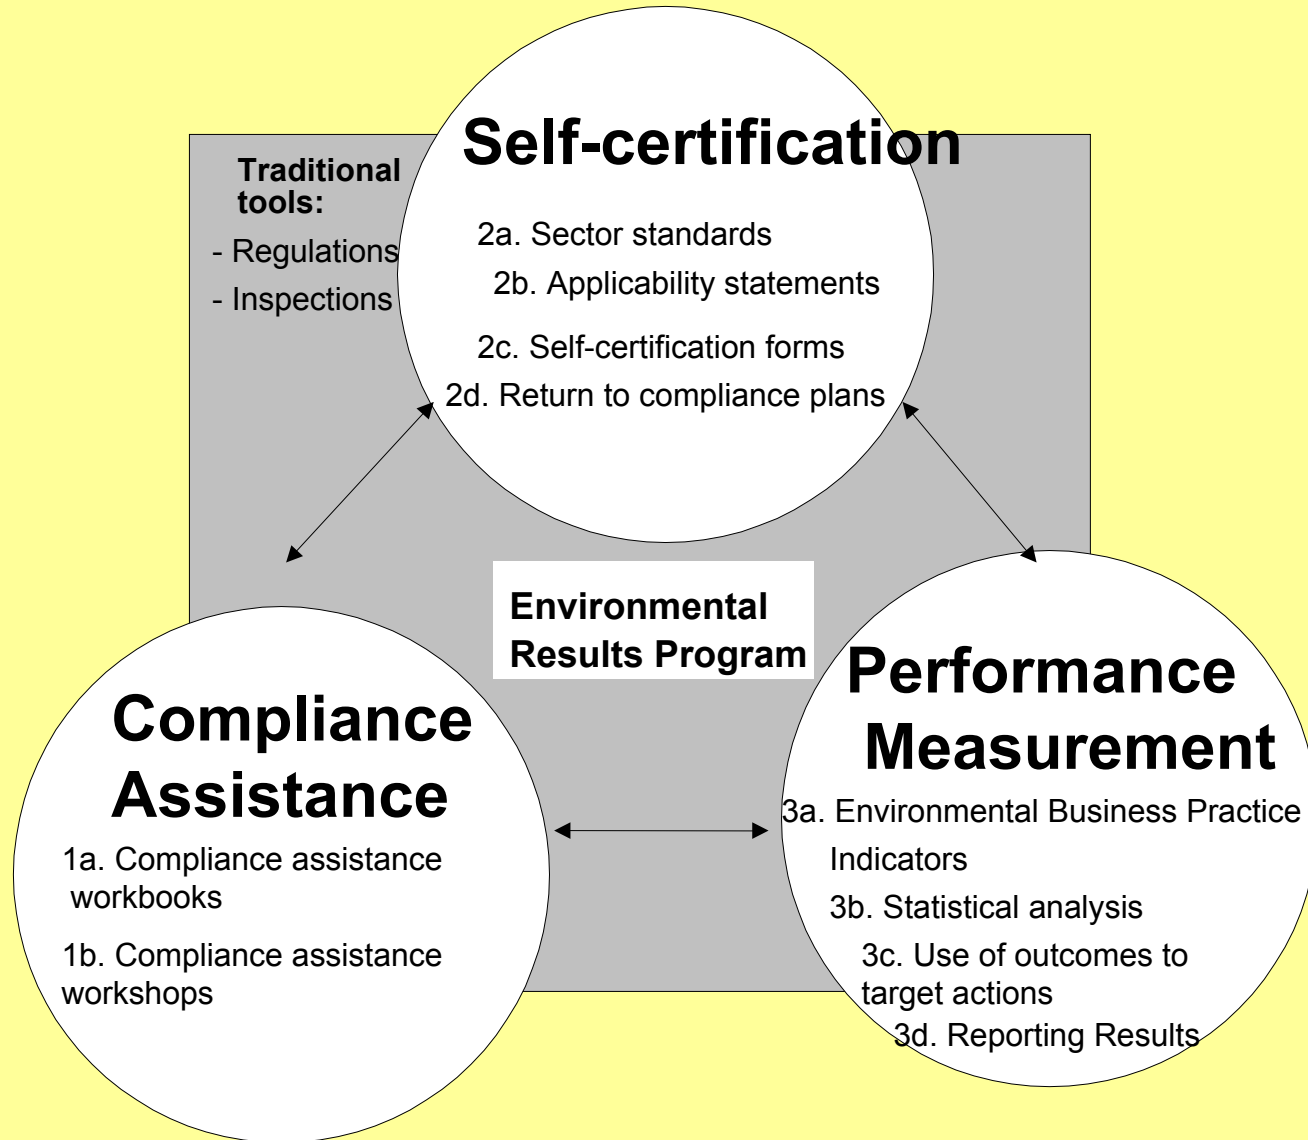 Self-certification
Traditional
tools:
- Regulations
- Inspections
2a. Sector standards
2b. Applicability statements
2c. Self-certification forms
2d. Return to compliance plans
Environmental
Results Program
Compliance
Assistance
1a. Compliance assistance
workbooks
1b. Compliance assistance
workshops
Performance
Measurement
3a. Environmental Business Practice
Indicators
3b. Statistical analysis
3c. Use of outcomes to
target actions
3d. Reporting Results